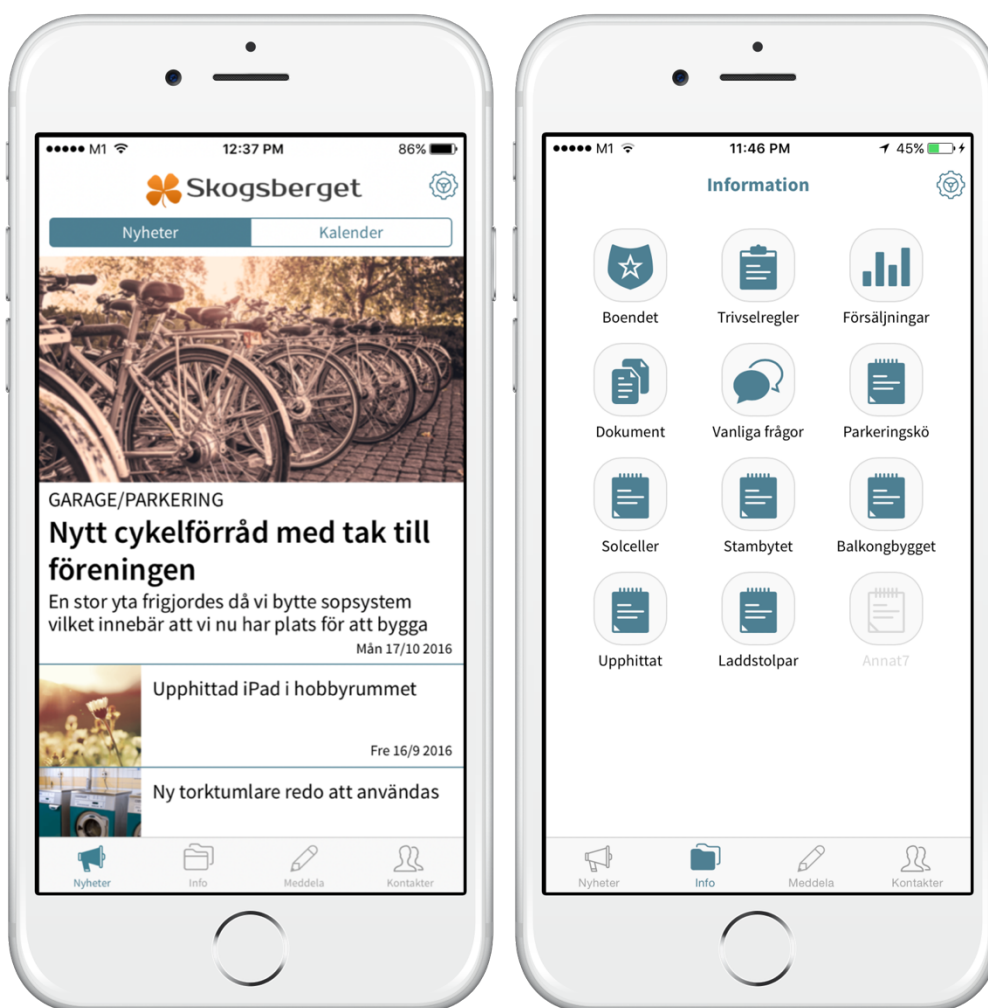 M1
12:37 PM
86%
Skogsberget
Nyheter
Kalender
GARAGE/PARKERING
Nytt cykelförråd med tak till
föreningen
En stor yta frigjordes då vi bytte sopsystem
vilket innebär att vi nu har plats för att bygga
Mån 17/10 2016
Upphittad iPad i hobbyrummet
Fre 16/9 2016
Ny torktumlare redo att användas
Nyheter
Info
Meddela
Kontakter
M1
11:46 PM
45%
Information
Boendet
Trivselregler
Försäljningar
Dokument
Vanliga frågor
Parkeringskö
Solceller
Stambytet
Balkongbygget
Upphittat
Laddstolpar
Annat7
Nyheter
Info
Meddela
Kontakter